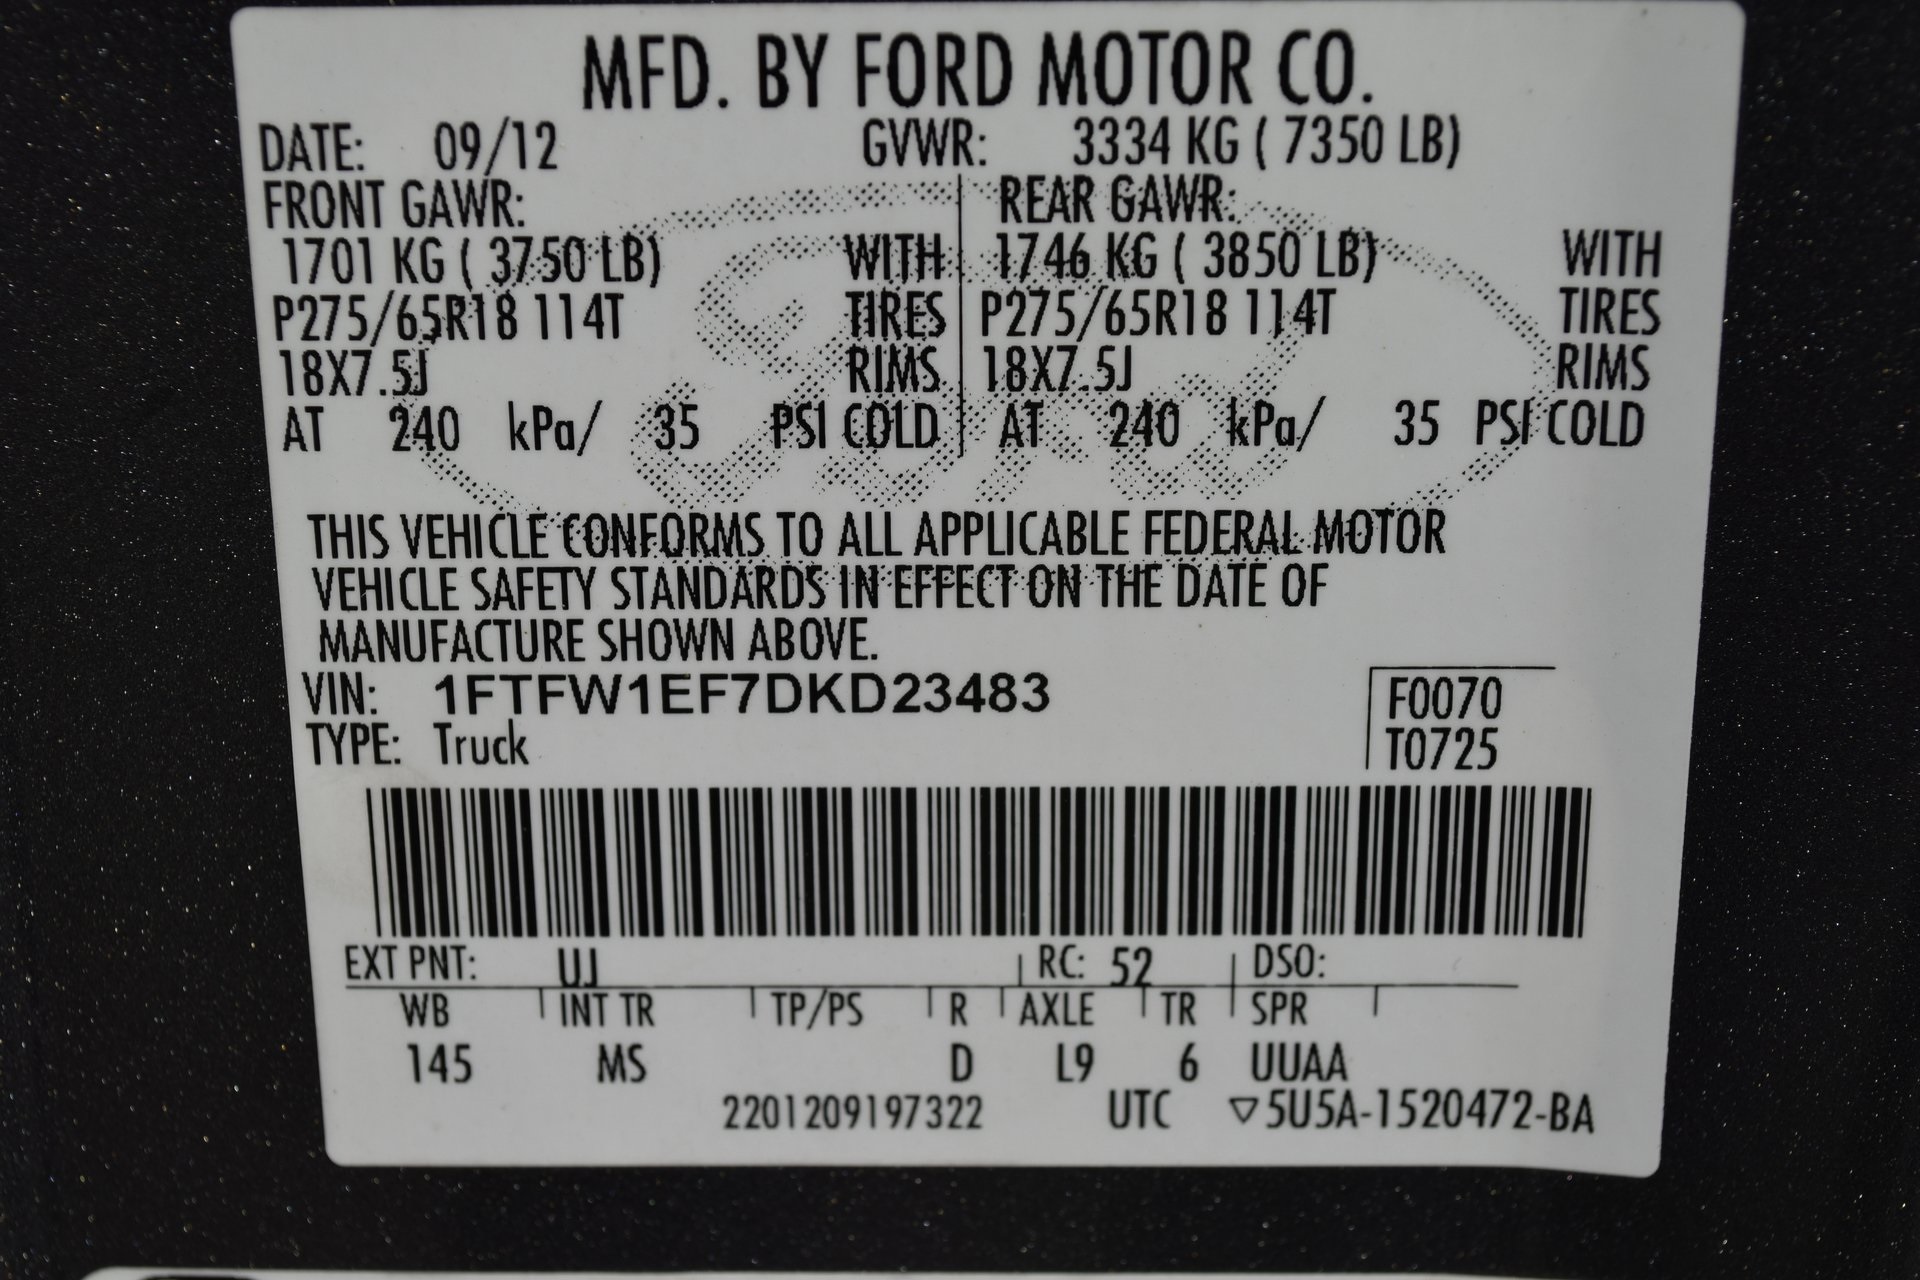 MFD. BY FORD MOTOR CO.
DATE: 09/12 GVWR: 3334 KG ( 7350 LB)
FRONT GAWR: REAR GAWR:
1701 KG ( 3750 LB) WITH 1746 KG ( 3850 LB) WITH
P275/65R18 114T TIRES P275/65R18 114T TIRES
18X7.5J RIMS 18X7.5J RIMS
AT 240 kPa/ 35 PSI COLD AT 240 kPa/ 35 PSI COLD
Ford
THIS VEHICLE CONFORMS TO ALL APPLICABLE FEDERAL MOTOR
VEHICLE SAFETY STANDARDS IN EFFECT ON THE DATE OF
MANUFACTURE SHOWN ABOVE.
VIN: 1FTFW1EF7DKD23483 F0070
TYPE: Truck T0725
EXT PNT: UJ RC: 52 DSO:
WB INT TR TP/PS R AXLE TR SPR
145 MS D L9 6 UUAA
2201209197322 UTC ▽5U5A-1520472-BA